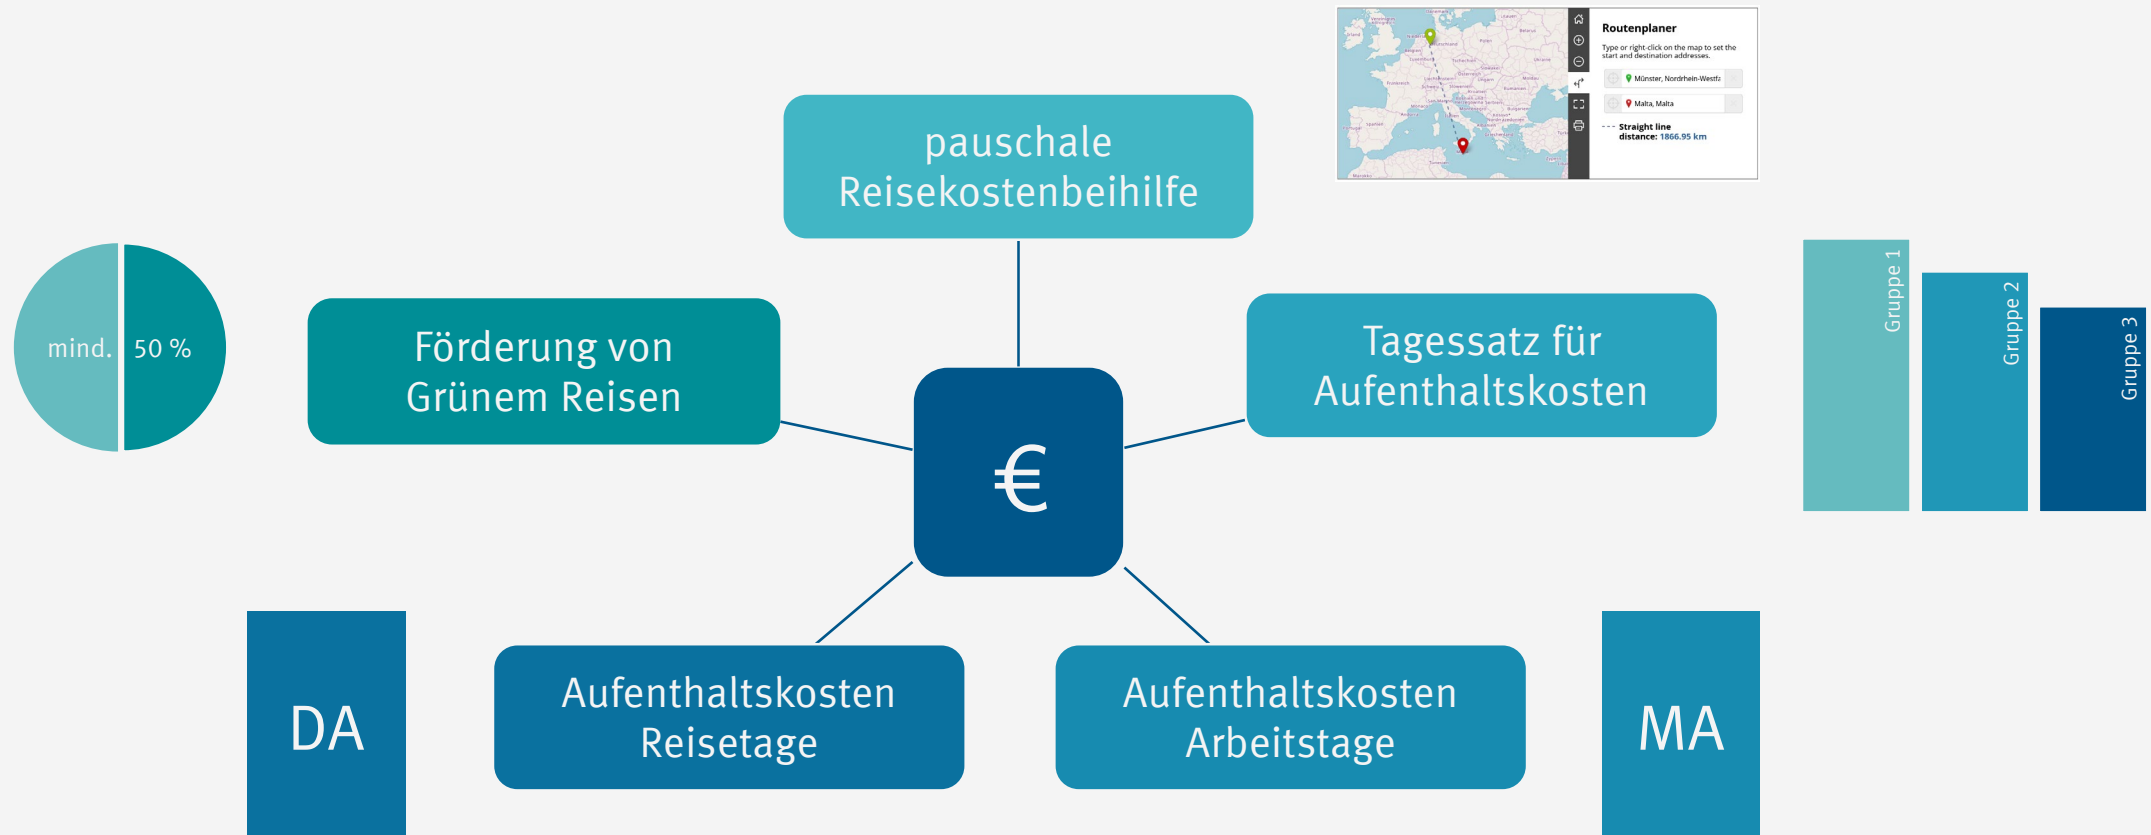 Routenplaner
Type or right-click on the map to set the
start and destination addresses.
Münster, Nordrhein-Westfa
Malta, Malta
Straight line
distance: 1866.95 km
pauschale
Reisekostenbeihilfe
mind. 50 %
Förderung von
Grünem Reisen
Tagessatz für
Aufenthaltskosten
Gruppe 1
Gruppe 2
Gruppe 3
€
DA
Aufenthaltskosten
Reisetage
Aufenthaltskosten
Arbeitstage
MA